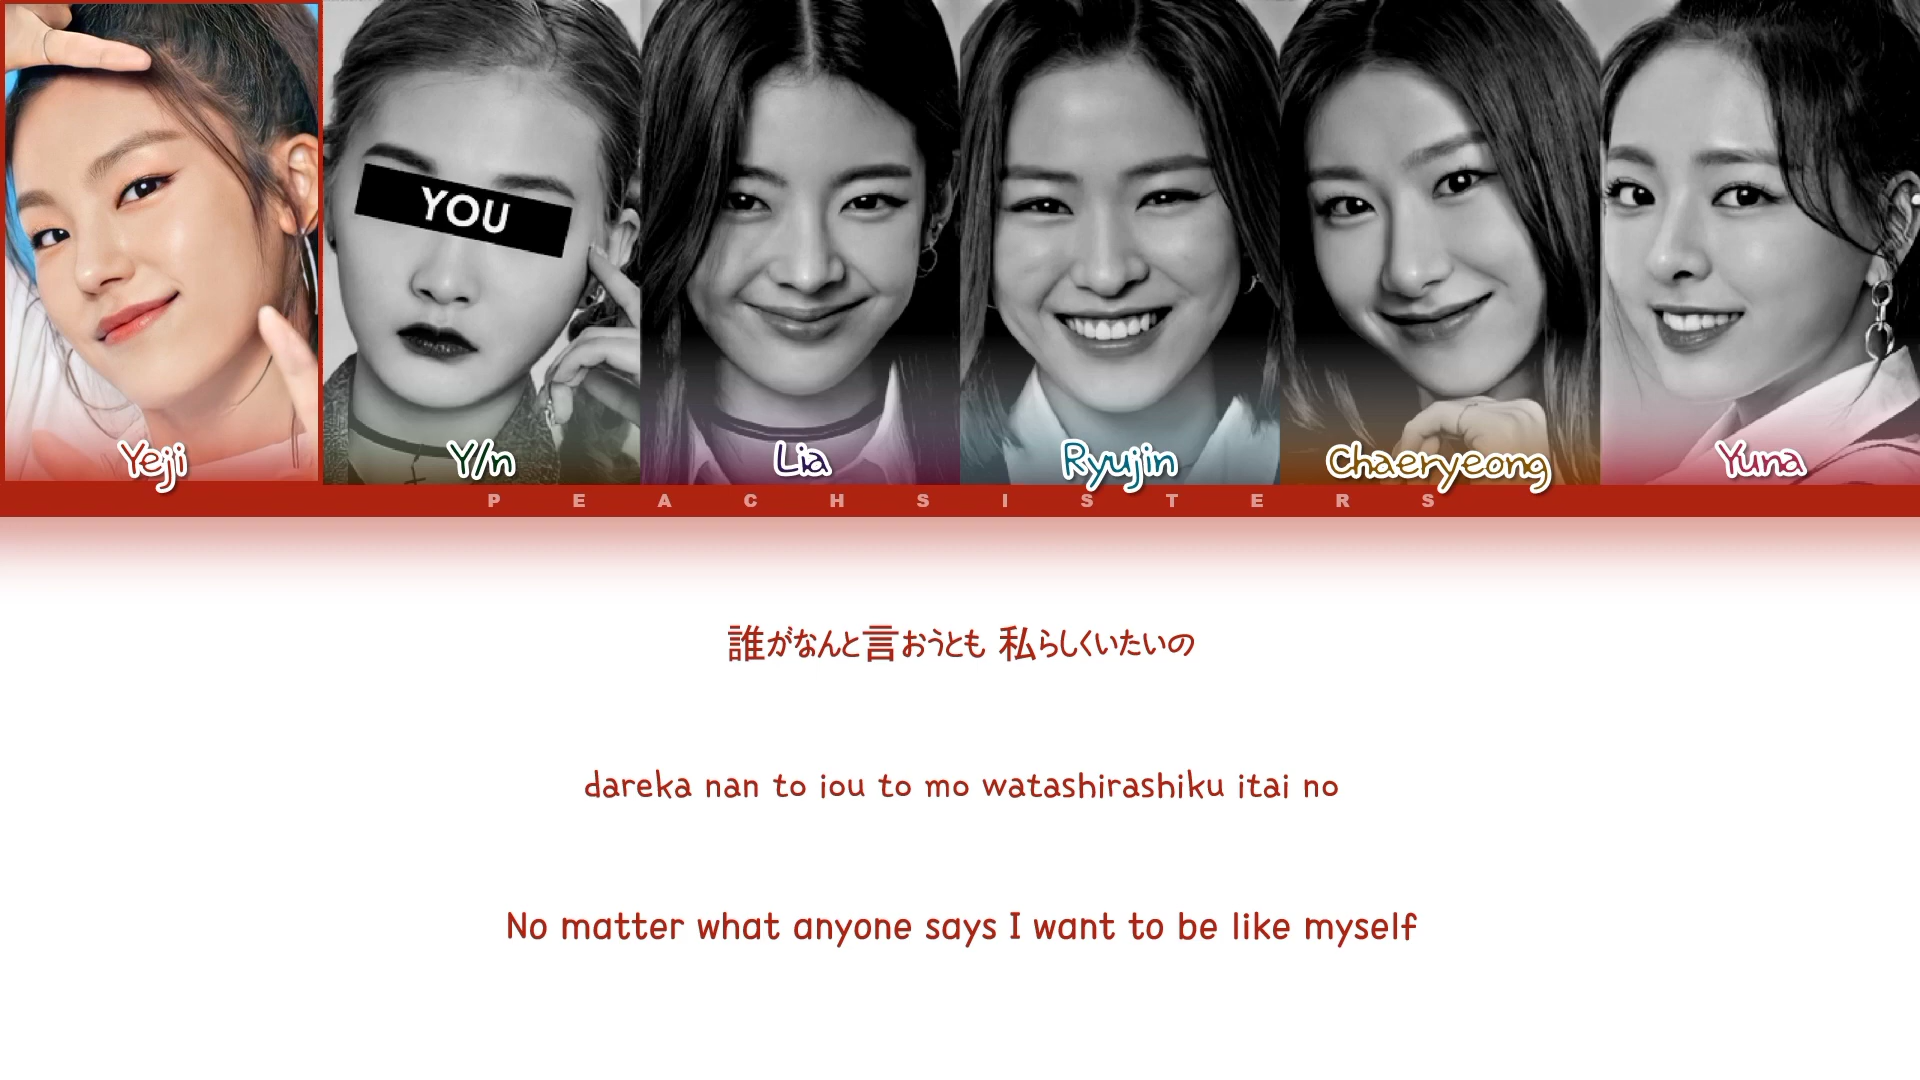 YOU
Yeji
Y/n
Lia
Ryujin
Chaeryeong
Yuna
PEACHSISTERS
誰がなんと言おうとも 私らしくいたいの
dareka nan to iou to mo watashirashiku itai no
No matter what anyone says I want to be like myself